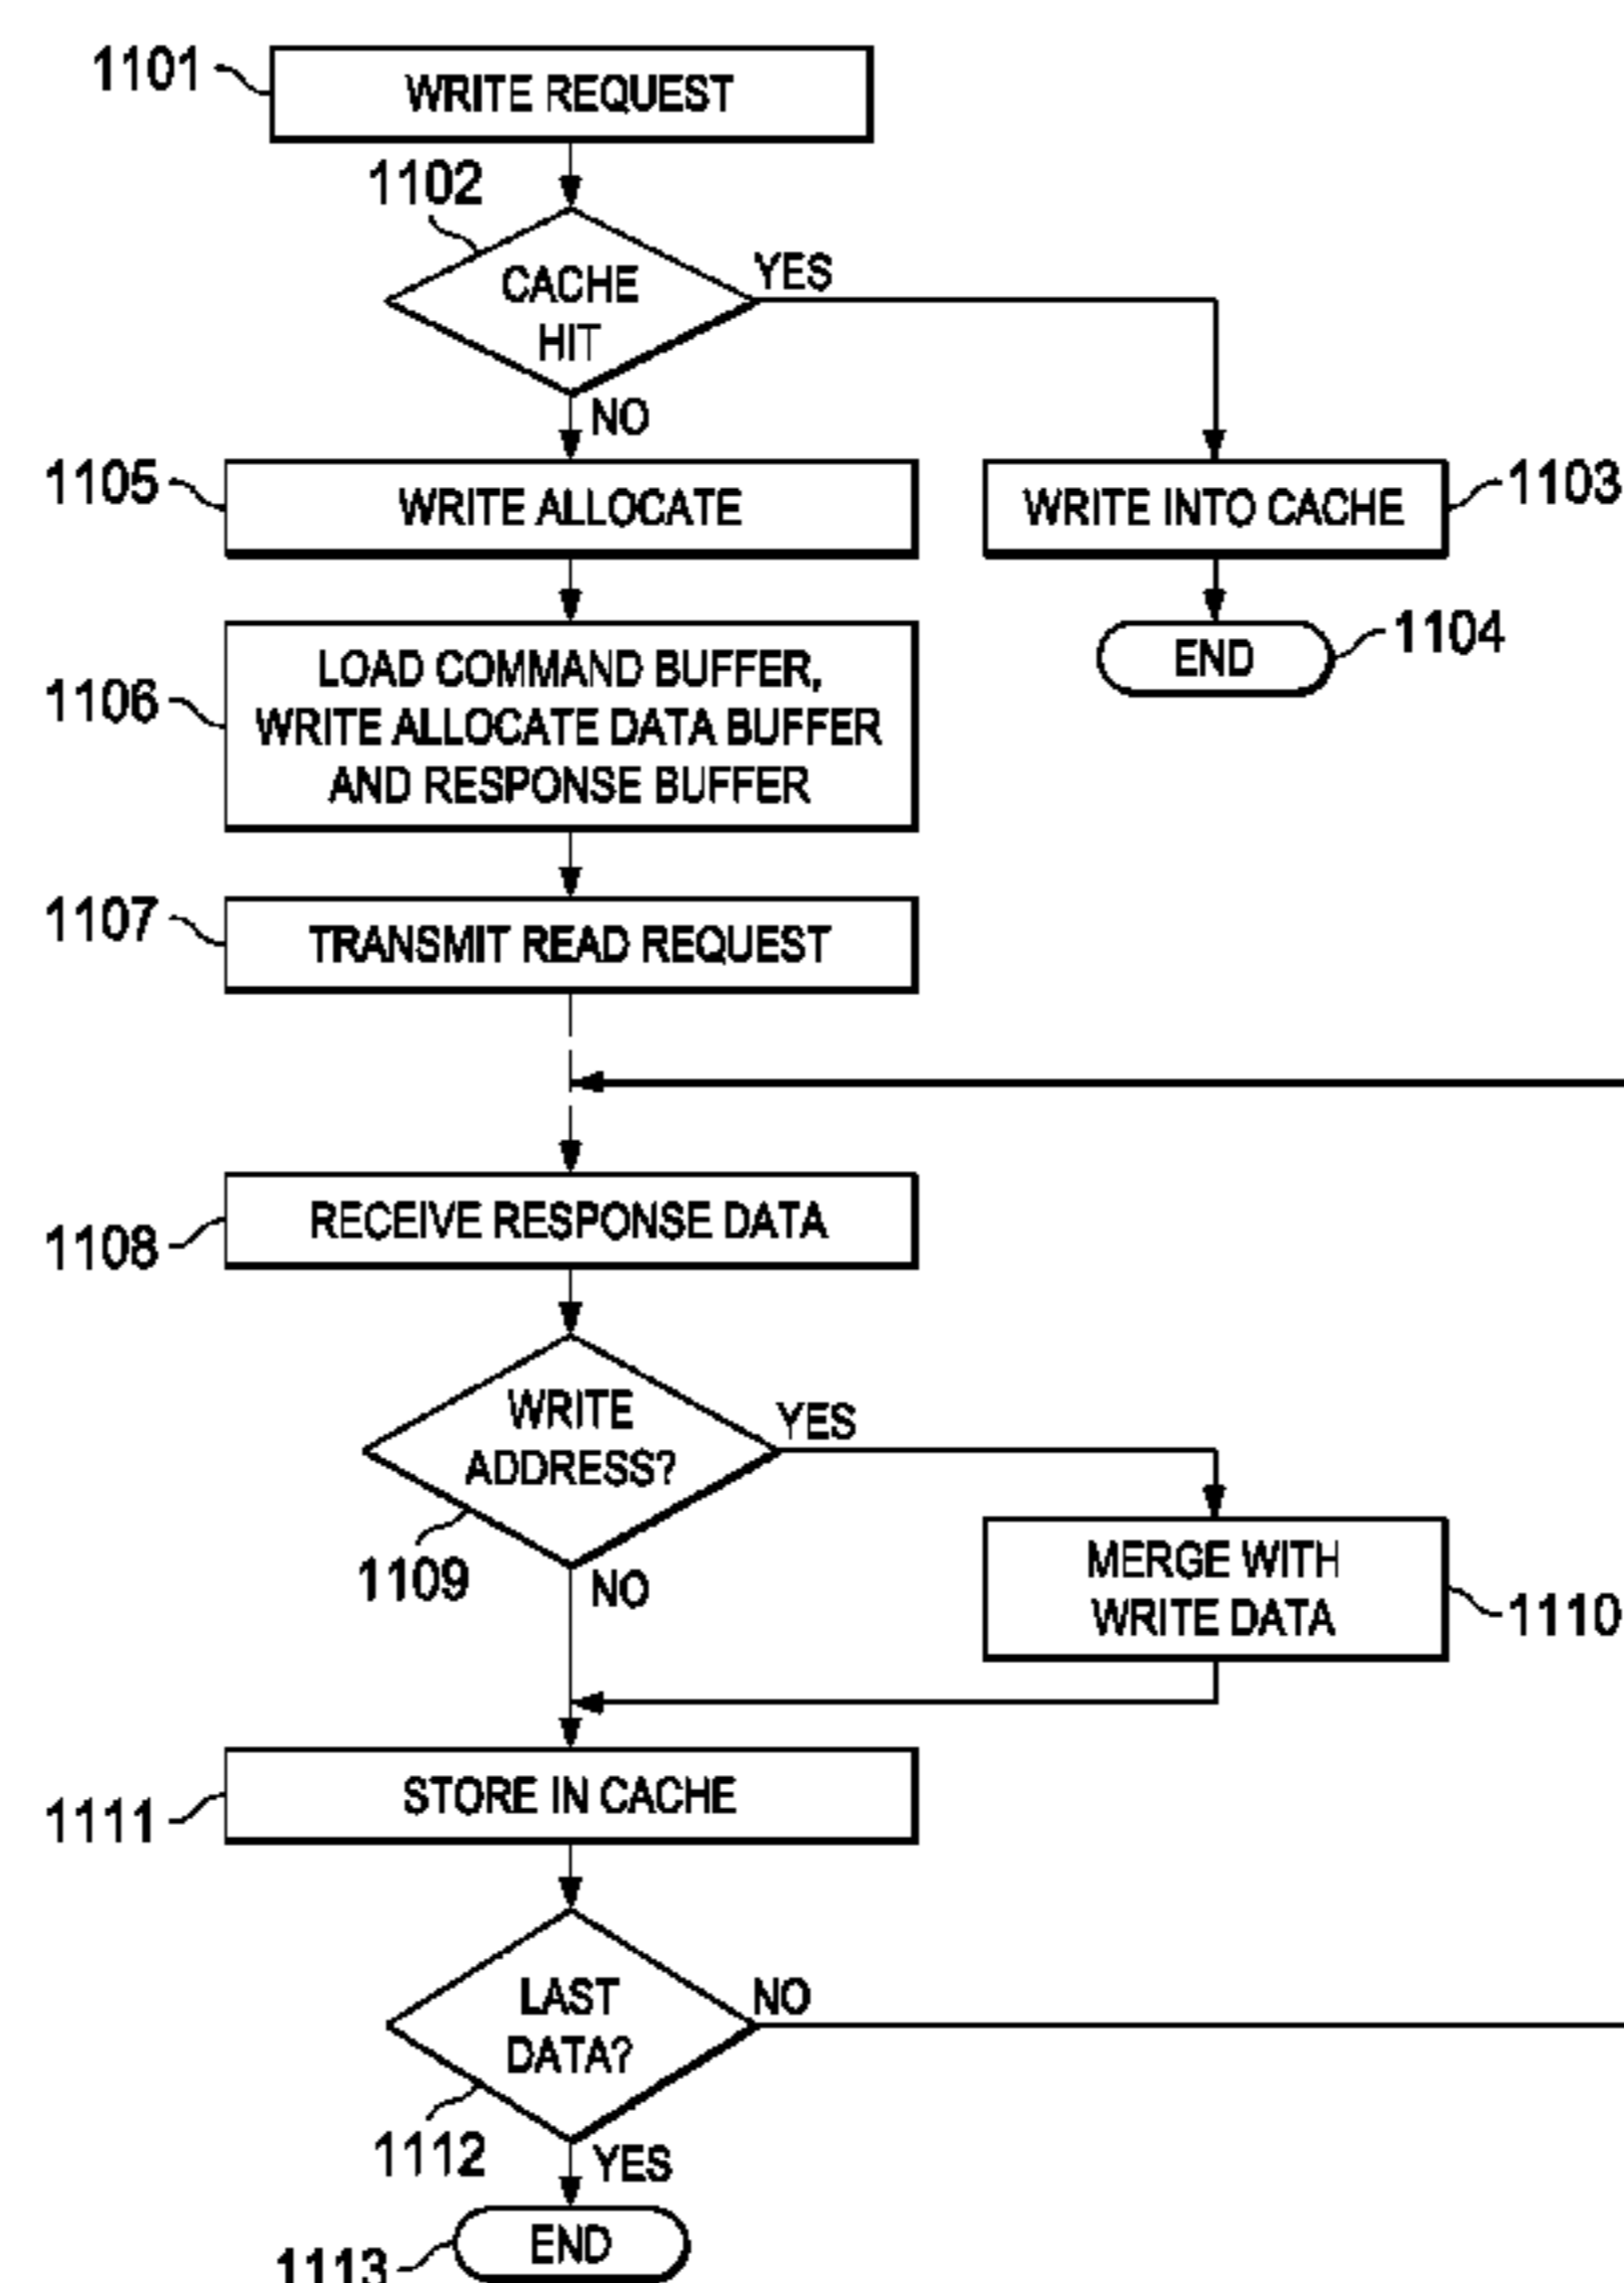 1101
WRITE REQUEST
1102
CACHE
HIT
YES
NO
1105
WRITE ALLOCATE
WRITE INTO CACHE
1103
1106
LOAD COMMAND BUFFER,
WRITE ALLOCATE DATA BUFFER
AND RESPONSE BUFFER
END
1104
1107
TRANSMIT READ REQUEST
1108
RECEIVE RESPONSE DATA
WRITE
ADDRESS?
YES
1109
NO
MERGE WITH
WRITE DATA
1110
1111
STORE IN CACHE
LAST
DATA?
NO
1112
YES
END
1113